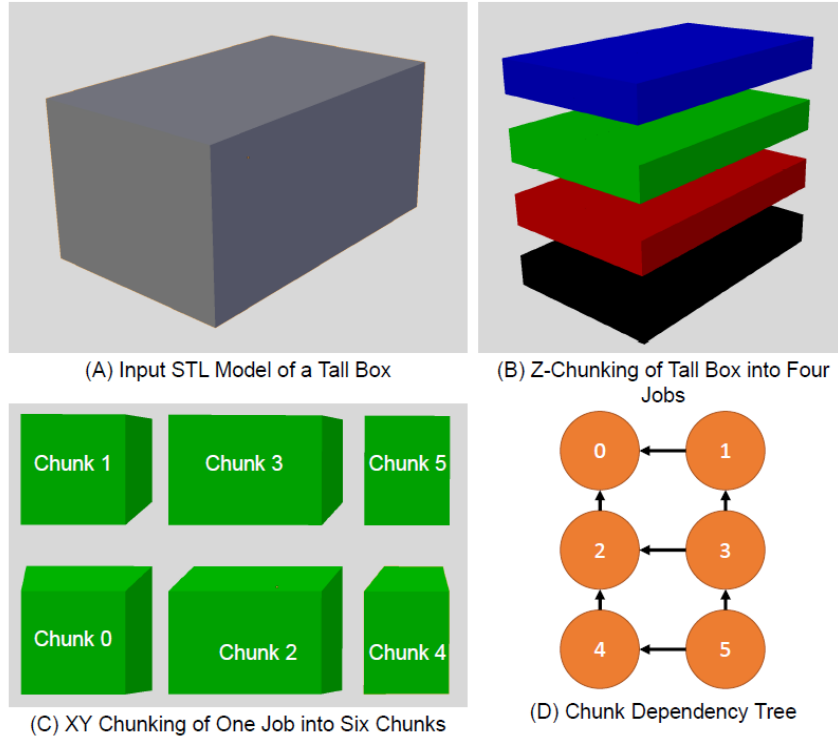 (A) Input STL Model of a Tall Box
(B) Z-Chunking of Tall Box into Four
Jobs
Chunk 1
Chunk 3
Chunk 5
Chunk 0
Chunk 2
Chunk 4
(C) XY Chunking of One Job into Six Chunks
0
1
2
3
4
5
(D) Chunk Dependency Tree